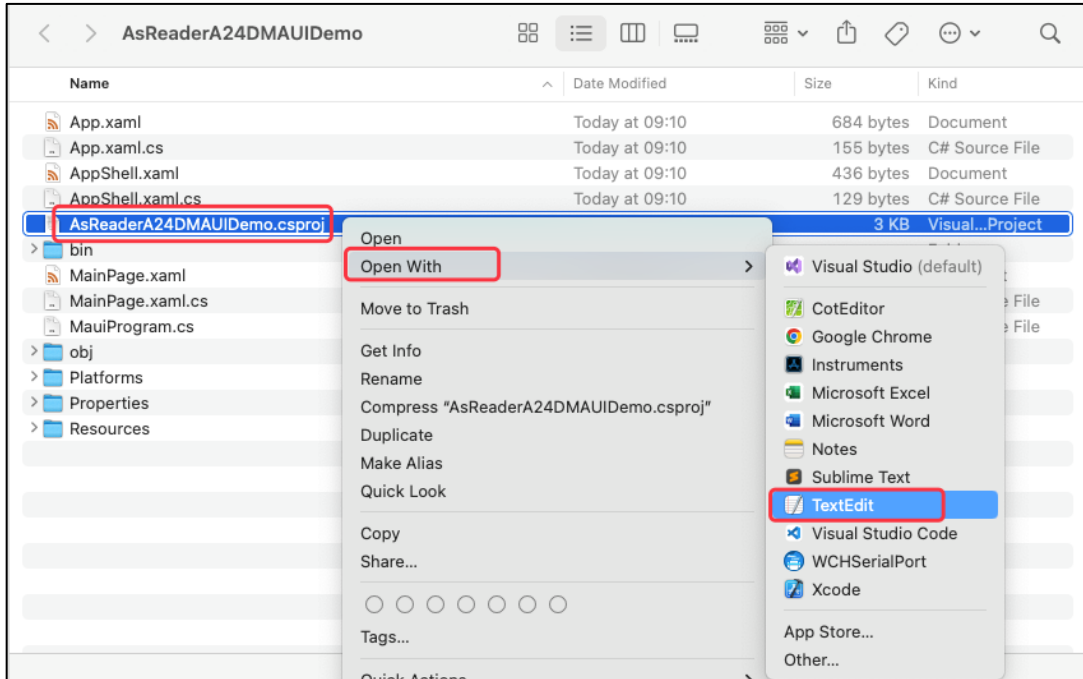 AsReaderA24DMAUIDemo
Name Date Modified Size Kind
App.xaml Today at 09:10 684 bytes Document
App.xaml.cs Today at 09:10 155 bytes C# Source File
AppShell.xaml Today at 09:10 436 bytes Document
AppShell.xaml.cs Today at 09:10 129 bytes C# Source File
AsReaderA24DMAUIDemo.csproj 3 KB Visual...Project
bin
MainPage.xaml
MainPage.xaml.cs File
MauiProgram.cs File
obj
Platforms
Properties
Resources
Open
Open With
Move to Trash
Get Info
Rename
Compress “AsReaderA24DMAUIDemo.csproj”
Duplicate
Make Alias
Quick Look
Copy
Share...
Tags...
Quick Actions
Visual Studio (default)
CotEditor
Google Chrome
Instruments
Microsoft Excel
Microsoft Word
Notes
Sublime Text
TextEdit
Visual Studio Code
WCHSerialPort
Xcode
App Store...
Other...